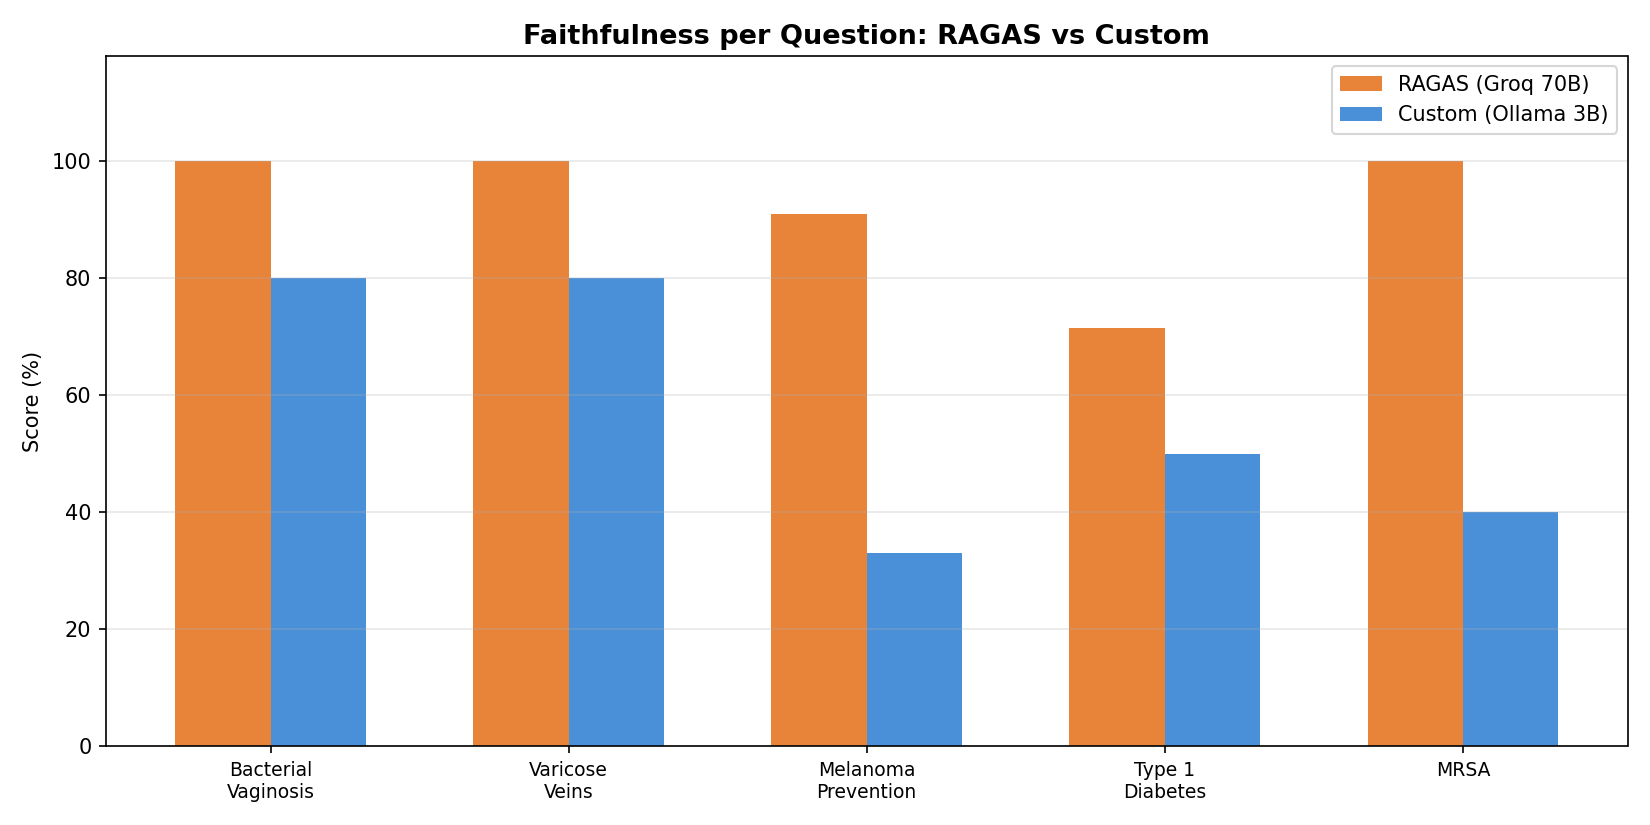 Faithfulness per Question: RAGAS vs Custom
RAGAS (Groq 70B)
Custom (Ollama 3B)
Score (%)
100
80
60
40
20
0
Bacterial
Vaginosis
Varicose
Veins
Melanoma
Prevention
Type 1
Diabetes
MRSA